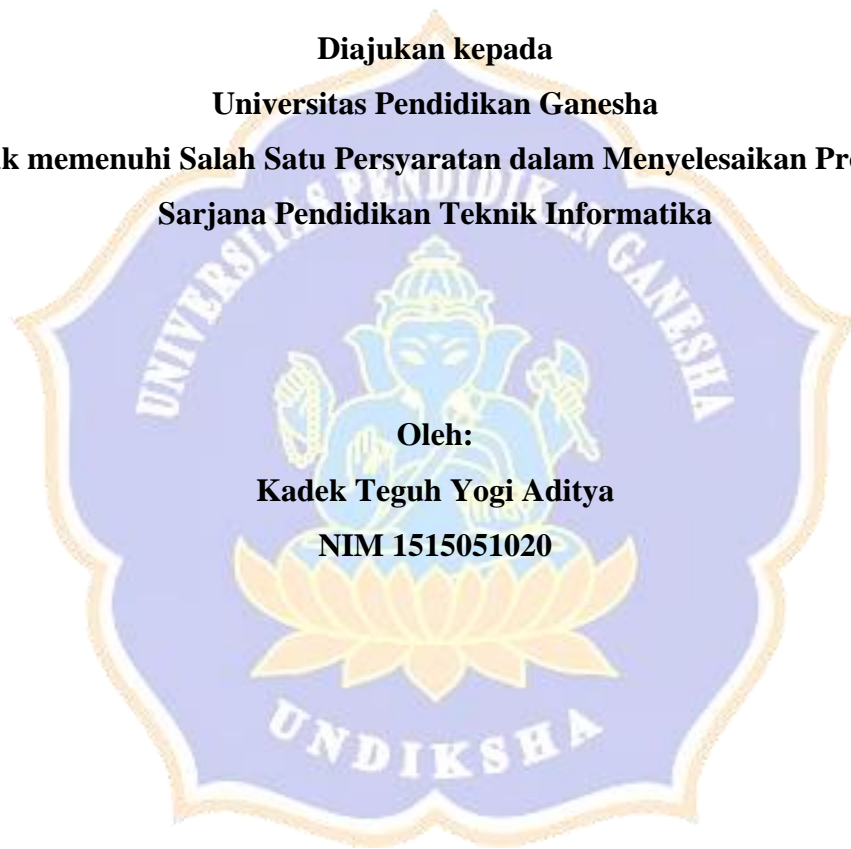 Diajukan kepada
Universitas Pendidikan Ganesha
memenuhi Salah Satu Persyaratan dalam Menyelesaikan
Sarjana Pendidikan Teknik Informatika
UNIVERSITAS PENDIDIKAN GANESHA
Oleh:
Kadek Teguh Yogi Aditya
NIM 1515051020
UNDIKSHA